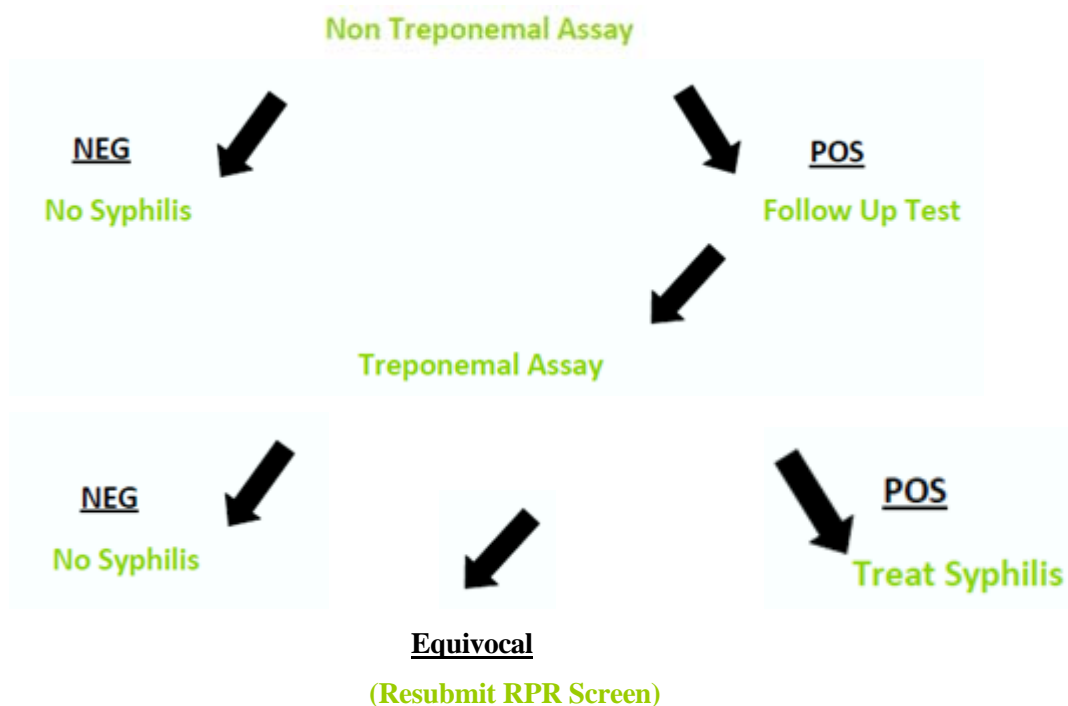 Non Treponemal Assay
NEG
POS
No Syphilis
Follow Up Test
Treponemal Assay
NEG
POS
No Syphilis
Treat Syphilis
Equivocal
(Resubmit RPR Screen)